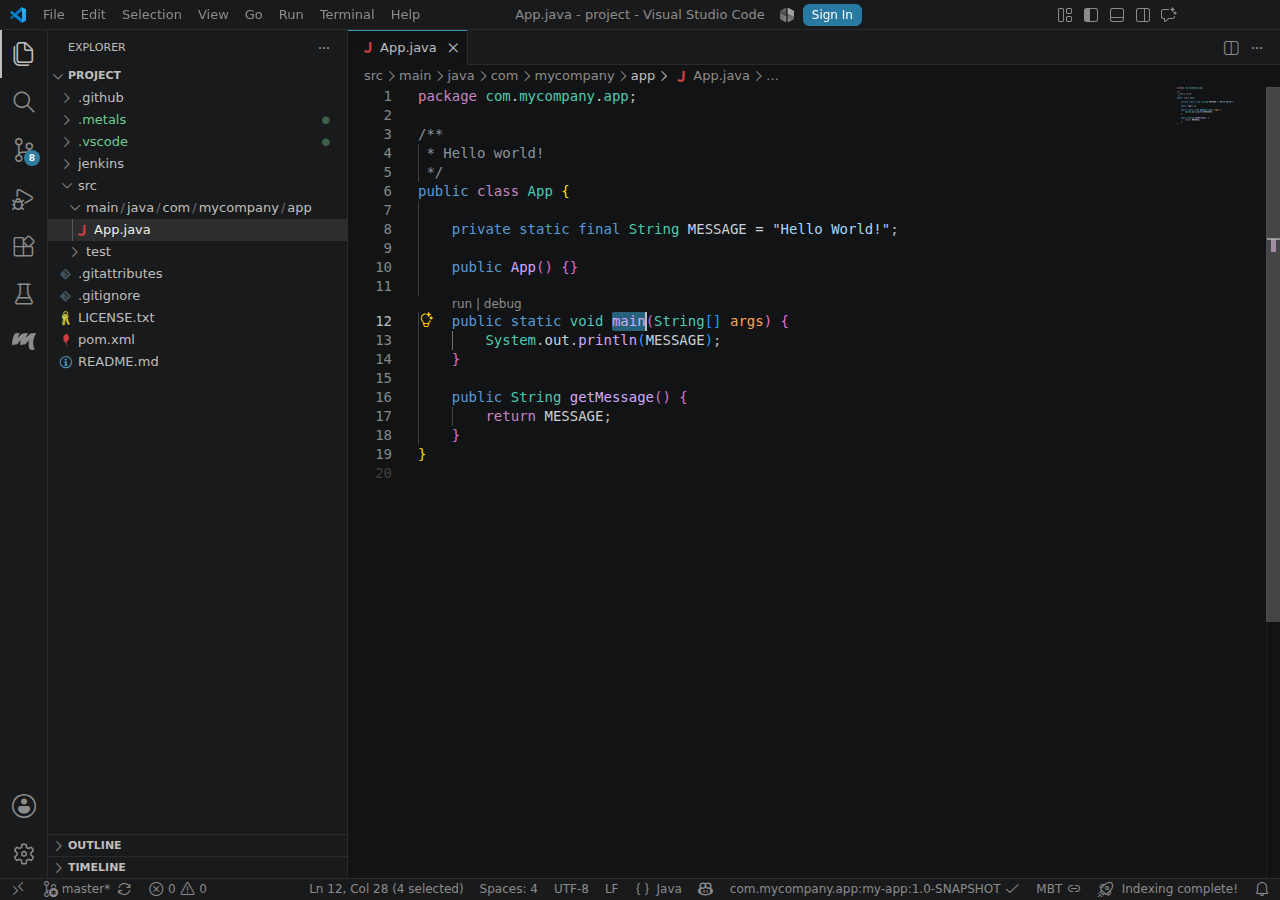 File Edit Selection View Go Run Terminal Help
App.java - project - Visual Studio Code
Sign In
EXPLORER
PROJECT
.github
.metals
.vscode
jenkins
src
main/java/com/mycompany/app
App.java
test
.gitattributes
.gitignore
LICENSE.txt
pom.xml
README.md
OUTLINE
TIMELINE
8
App.java
src > main > java > com > mycompany > app > App.java > ...
1 package com.mycompany.app;
2
3 /**
4 * Hello world!
5 */
6 public class App {
7
8 private static final String MESSAGE = "Hello World!";
9
10 public App() {}
11
run | debug
12 public static void main(String[] args) {
13 System.out.println(MESSAGE);
14 }
15
16 public String getMessage() {
17 return MESSAGE;
18 }
19 }
20
master* 0 0 Ln 12, Col 28 (4 selected) Spaces: 4 UTF-8 LF { } Java com.mycompany.app:my-app:1.0-SNAPSHOT MBT Indexing complete!